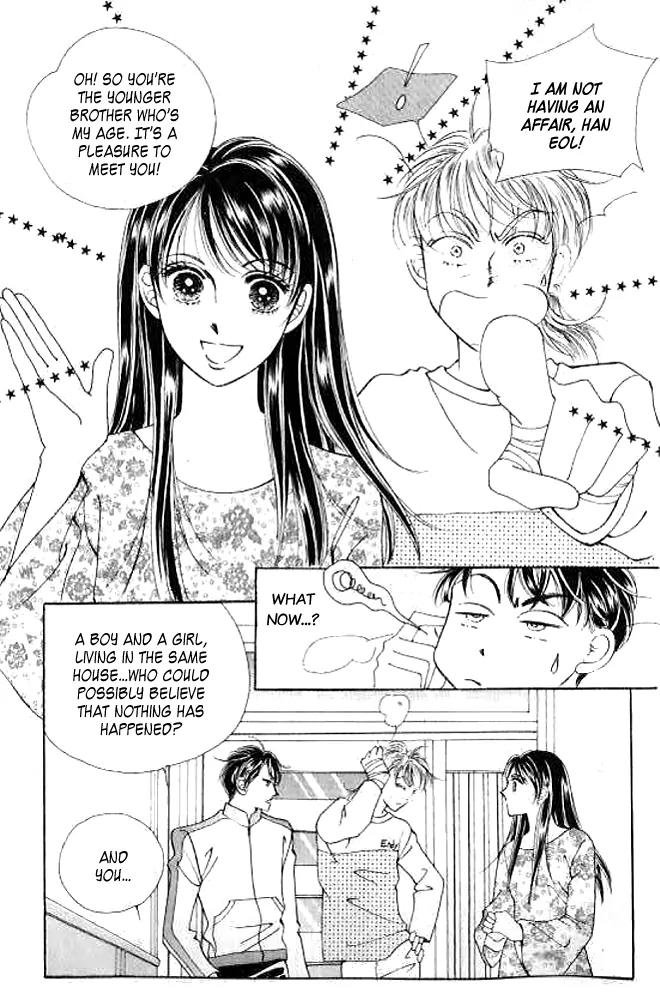 OH! SO YOU'RE
THE YOUNGER
BROTHER WHO'S
MY AGE. IT'S A
PLEASURE TO
MEET YOU!
I AM NOT
HAVING AN
AFFAIR, HAN
EOL!
WHAT
NOW...?
A BOY AND A GIRL,
LIVING IN THE SAME
HOUSE...WHO COULD
POSSIBLY BELIEVE
THAT NOTHING HAS
HAPPENED?
AND
YOU...